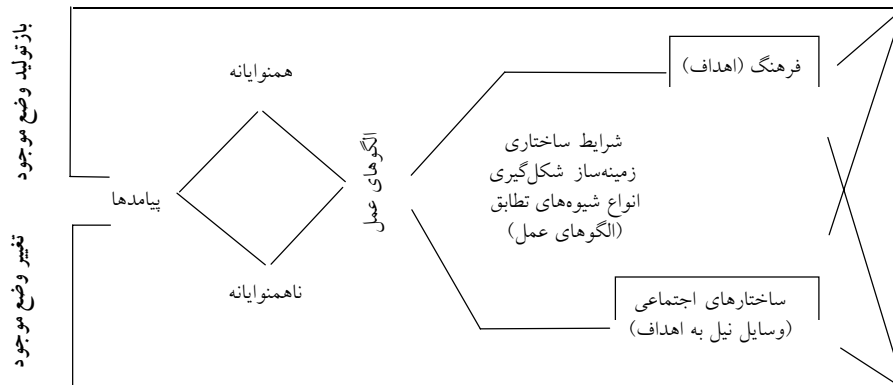 فرهنگ (اهداف)
شرایط ساختاری
زمینه‌ساز شکل‌گیری
انواع شیوه‌های تطابق
(الگوهای عمل)
ساختارهای اجتماعی
(وسایل نیل به اهداف)
الگوهای عمل
همنوایانه
ناهمنوایانه
پیامدها
بازتولید وضع موجود
تغییر وضع موجود